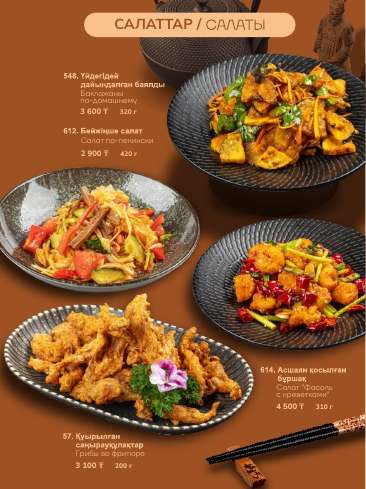 САЛАТТАР / САЛАТЫ
548. Үйдегідей
дайындалған баялды
Баклажаны
по-домашнему
3 600 ₸ 320 г
612. Бейжіңше салат
Салат по-пекински
2 900 ₸ 420 г
614. Асшаян қосылған
бұршақ
Салат "Фасоль
с креветками"
4 500 ₸ 310 г
57. Қуырылған
саңырауқұлақтар
Грибы во фритюре
3 100 ₸ 200 г